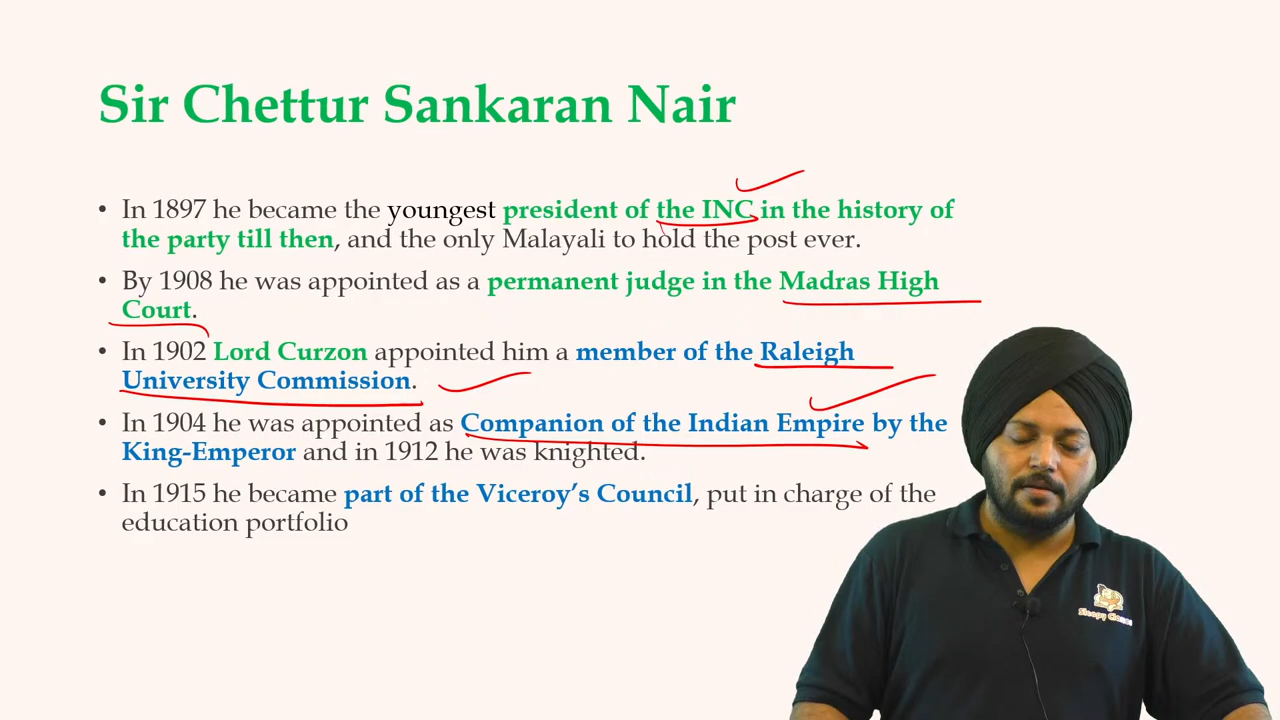 Sir Chettur Sankaran Nair
• In 1897 he became the youngest president of the INC in the history of
the party till then, and the only Malayali to hold the post ever.
• By 1908 he was appointed as a permanent judge in the Madras High
Court.
• In 1902 Lord Curzon appointed him a member of the Raleigh
University Commission.
• In 1904 he was appointed as Companion of the Indian Empire by the
King-Emperor and in 1912 he was knighted.
• In 1915 he became part of the Viceroy's Council, put in charge of the
education portfolio
Sleepy